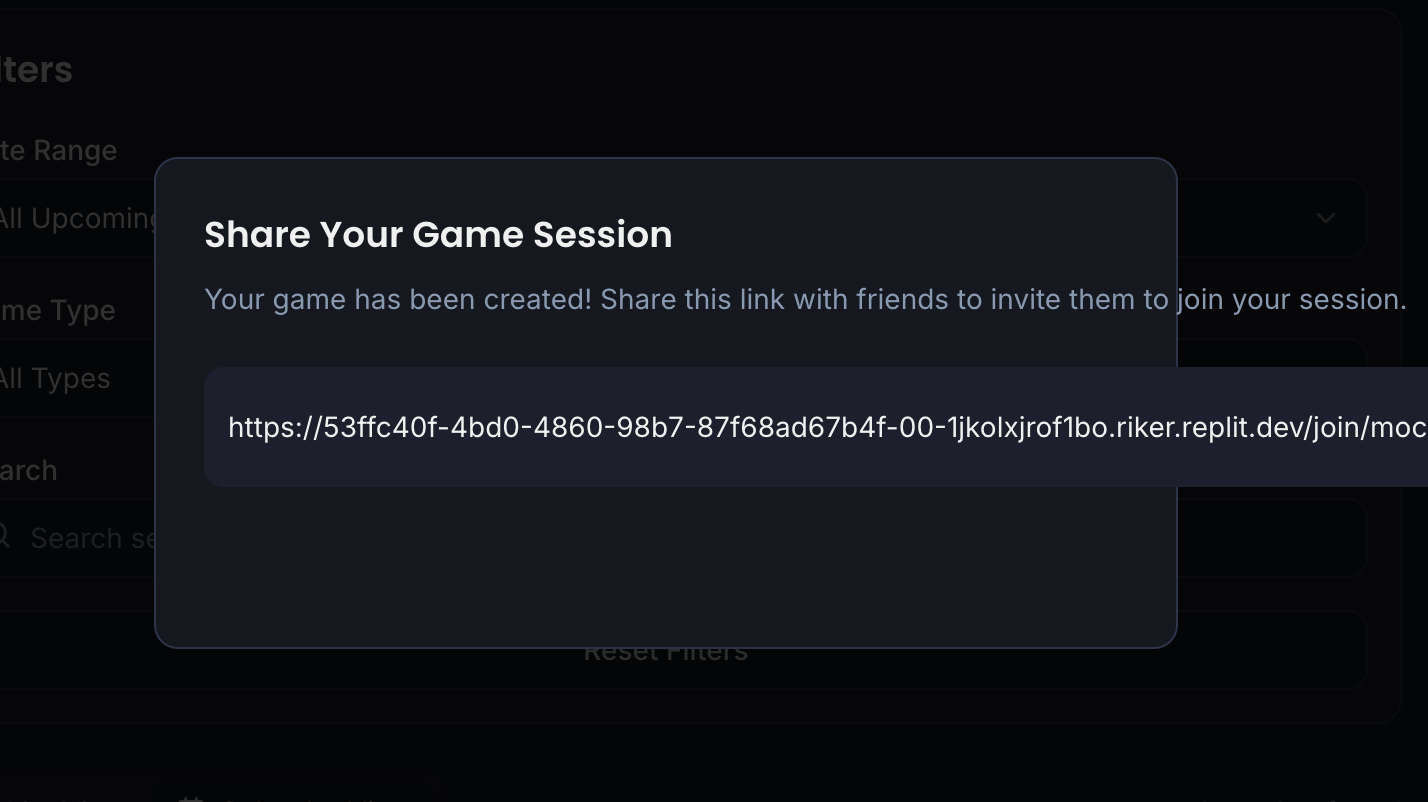 lters
te Range
All Upcoming
Share Your Game Session
Your game has been created! Share this link with friends to invite them to join your session.
me Type
All Types
https://53ffc40f-4bd0-4860-98b7-87f68ad67b4f-00-1jkolxjrof1bo.riker.replit.dev/join/moc
arch
Search se
Reset Filters